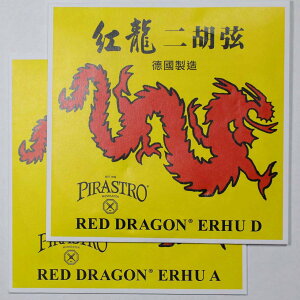 紅龍二胡弦
德國製造
PIRASTRO
RED DRAGON® ERHU D
PIRASTRO
RED DRAGON® ERHU A